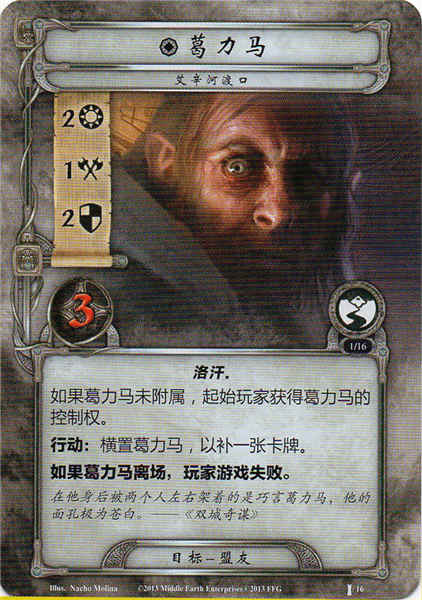 葛力马
艾辛河渡口
2
1
2
3
1/16
洛汗.
如果葛力马未附属，起始玩家获得葛力马的
控制权。
行动：横置葛力马，以补一张卡牌。
如果葛力马离场，玩家游戏失败。
在他身后被两个人左右架着的是巧言葛力马，他的
面孔极为苍白。——《双城奇谋》
目标–盟友
Illus. Nacho Molina ©2013 Middle Earth Enterprises ©2013 FFG 16